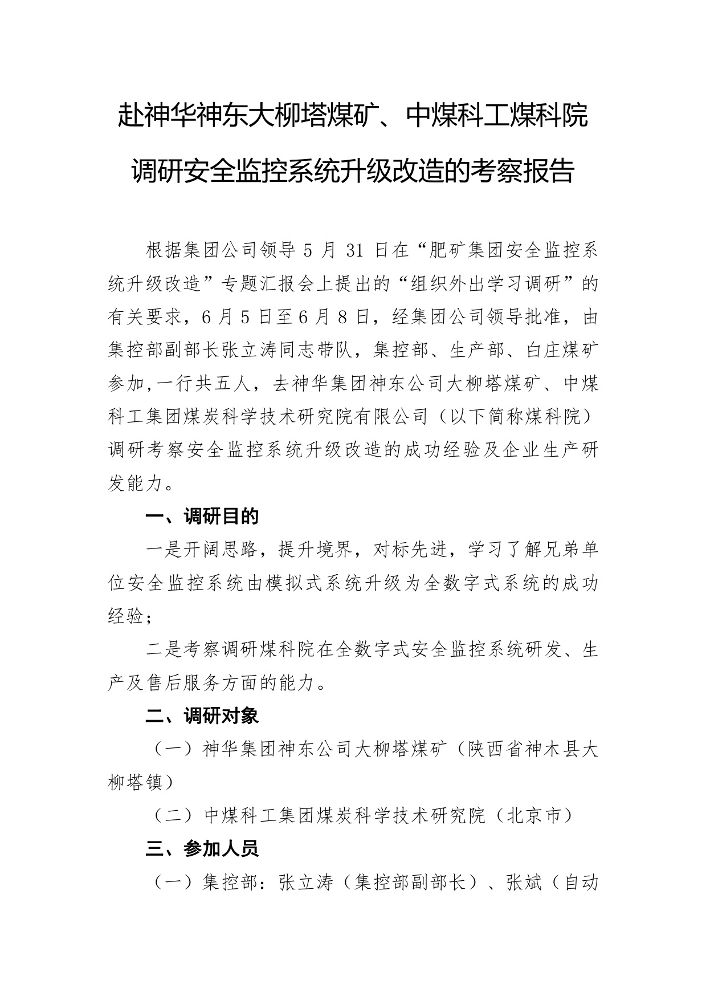 赴神华神东大柳塔煤矿、中煤科工煤科院
调研安全监控系统升级改造的考察报告
根据集团公司领导 5 月 31 日在“肥矿集团安全监控系
统升级改造”专题汇报会上提出的“组织外出学习调研”的
有关要求，6 月 5 日至 6 月 8 日，经集团公司领导批准，由
集控部副部长张立涛同志带队，集控部、生产部、白庄煤矿
参加,一行共五人，去神华集团神东公司大柳塔煤矿、中煤
科工集团煤炭科学技术研究院有限公司（以下简称煤科院）
调研考察安全监控系统升级改造的成功经验及企业生产研
发能力。
一、调研目的
一是开阔思路，提升境界，对标先进，学习了解兄弟单
位安全监控系统由模拟式系统升级为全数字式系统的成功
经验；
二是考察调研煤科院在全数字式安全监控系统研发、生
产及售后服务方面的能力。
二、调研对象
（一）神华集团神东公司大柳塔煤矿（陕西省神木县大
柳塔镇）
（二）中煤科工集团煤炭科学技术研究院（北京市）
三、参加人员
（一）集控部：张立涛（集控部副部长）、张斌（自动